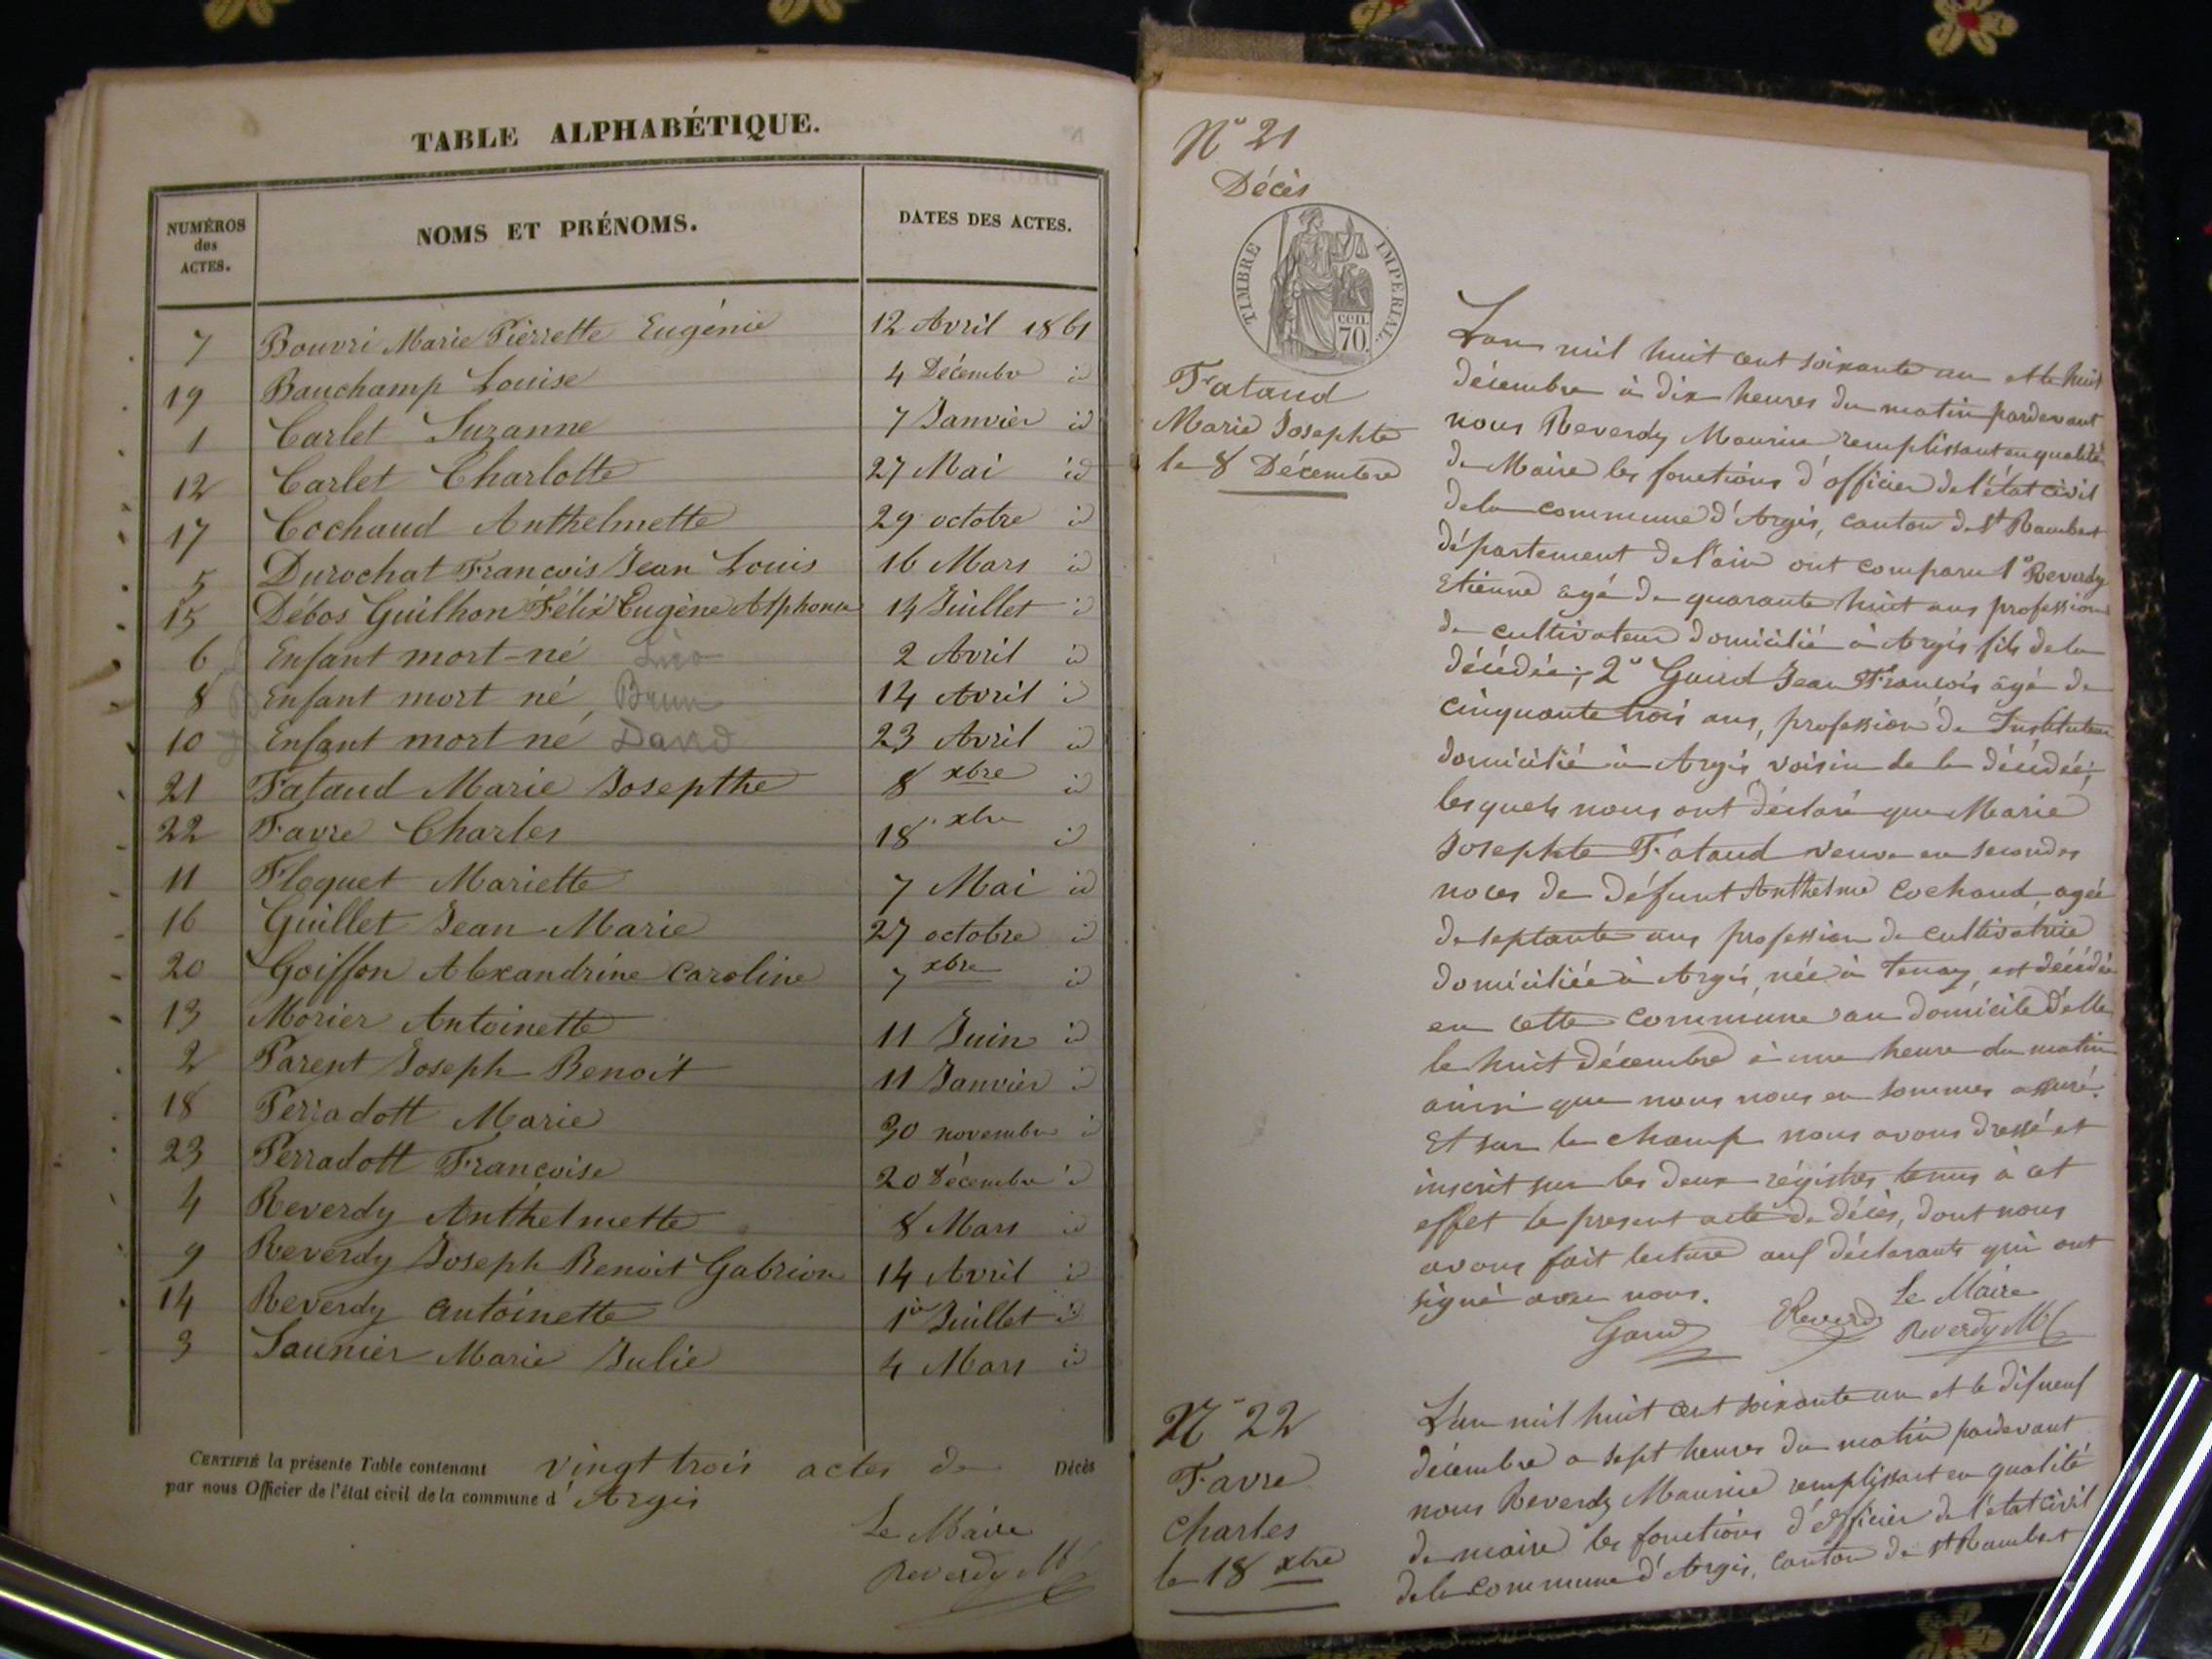 TABLE ALPHABÉTIQUE.
NUMÉROS
des
ACTES.
NOMS ET PRÉNOMS.
DATES DES ACTES.
7 Bouvri Marie Pierrette Eugénie 12 Avril 1861
19 Bauchamp Louise 4 Décembre id
1 Carlet Suzanne 7 Janvier id
12 Carlet Charlotte 27 Mai id
17 Cochaud Anthelmette 29 octobre id
5 Durochat François Jean Louis 16 Mars id
15 Débos Guilhon Félix Eugène Alphonse 14 Juillet id
6 Enfant mort-né 2 Avril id
8 Enfant mort né Brun 14 Avril id
10 Enfant mort né David 23 Avril id
21 Fataud Marie Josepthe 8 xbre id
22 Favre Charles 18 xbre id
11 Floquet Mariette 7 Mai id
16 Guillet Jean Marie 27 octobre id
20 Goiffon Alexandrine Caroline 7 xbre id
13 Morier Antoinette 11 Juin id
2 Parent Joseph Benoit 11 Janvier id
18 Perradott Marie 30 novembre id
23 Perradott Françoise 20 Décembre id
4 Reverdy Anthelmette 8 Mars id
9 Reverdy Joseph Benoit Gabrion 14 Avril id
14 Reverdy Antoinette 1er Juillet id
3 Saunier Marie Julie 4 Mars id
CERTIFIÉ la présente Table contenant vingt trois actes de Décès
par nous Officier de l'état civil de la commune d'Argis
Le Maire
Reverdy M
N° 21
Décès
TIMBRE IMPERIAL.
cen.
70.
Fataud
Marie Josephte
le 8 Décembre
L'an mil huit cent soixante un et le huit
décembre à dix heures du matin pardevant
nous Reverdy Maurice remplissant en qualité
de Maire les fonctions d'officier de l'état civil
de la commune d'Argis, canton de St Rambert
département de l'ain ont comparu 1° Reverdy
Etienne agé de quarante huit ans profession
de cultivateur domicilié à Argis fils de la
décédée; 2° Gaud Jean François âgé de
cinquante trois ans, profession de Instituteur
domicilié à Argis voisin de la décédée;
lesquels nous ont déclaré que Marie
Josephte Fataud veuve en secondes
noces de défunt Anthelme Cochaud, agée
de septante ans profession de cultivatrice
domiciliée à Argis, née à Tenay, est décédée
en cette commune au domicile d'elle
le huit décembre à une heure du matin
ainsi que nous nous en sommes assuré.
Et sur le champ nous avons dressé et
inscrit sur les deux régistres tenus à cet
effet le present acte de décès, dont nous
avons fait lecture aux déclarants qui ont
signé avec nous.
Le Maire
Gaud Reverdy Reverdy M
N° 22
Favre
Charles
le 18 xbre
L'an mil huit cent soixante un et le dix neuf
décembre a sept heures du matin pardevant
nous Reverdy Maurice remplissant en qualité
de maire les fonctions d'officier de l'état civil
de la commune d'Argis, canton de St Rambert